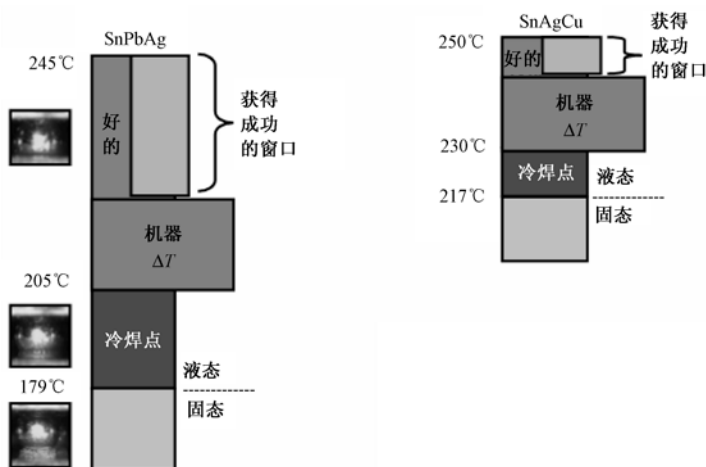 SnPbAg
245℃
好的
获得
成功
的窗口
机器
ΔT
205℃
冷焊点
液态
179℃
固态
SnAgCu
250℃
好的
获得
成功
的窗口
机器
ΔT
230℃
冷焊点
液态
217℃
固态